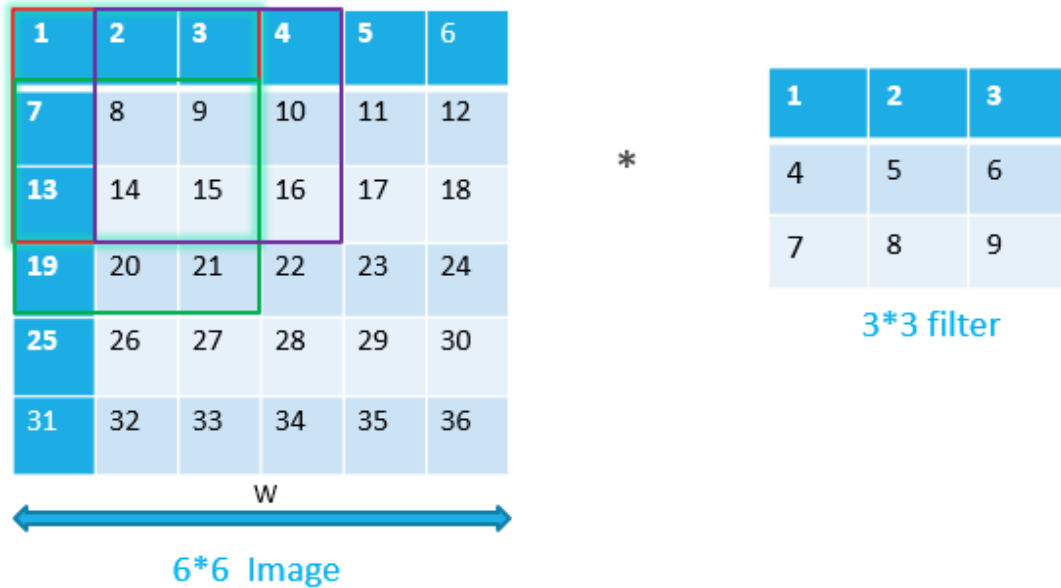 1 2 3 4 5 6
7 8 9 10 11 12
13 14 15 16 17 18
19 20 21 22 23 24
25 26 27 28 29 30
31 32 33 34 35 36
W
6*6 Image
*
1 2 3
4 5 6
7 8 9
3*3 filter